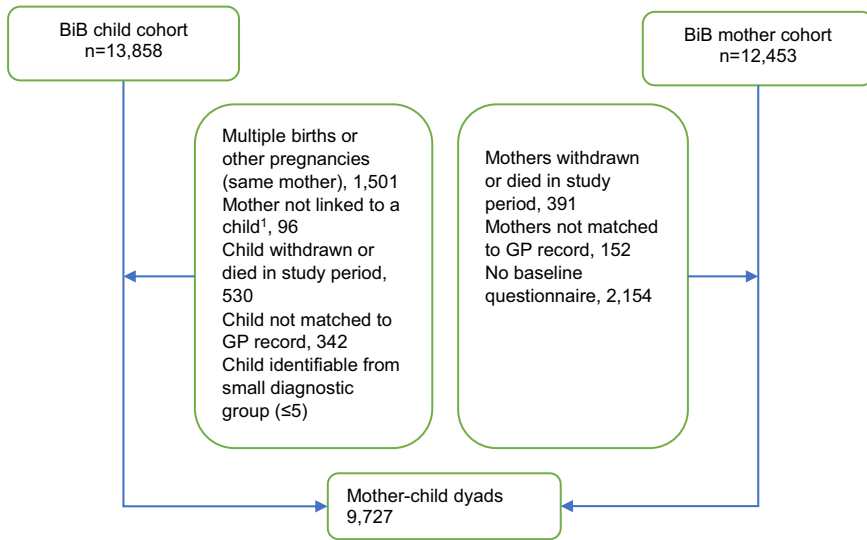 BiB child cohort
n=13,858
BiB mother cohort
n=12,453
Multiple births or
other pregnancies
(same mother), 1,501
Mother not linked to a
child¹, 96
Child withdrawn or
died in study period,
530
Child not matched to
GP record, 342
Child identifiable from
small diagnostic
group (≤5)
Mothers withdrawn
or died in study
period, 391
Mothers not matched
to GP record, 152
No baseline
questionnaire, 2,154
Mother-child dyads
9,727